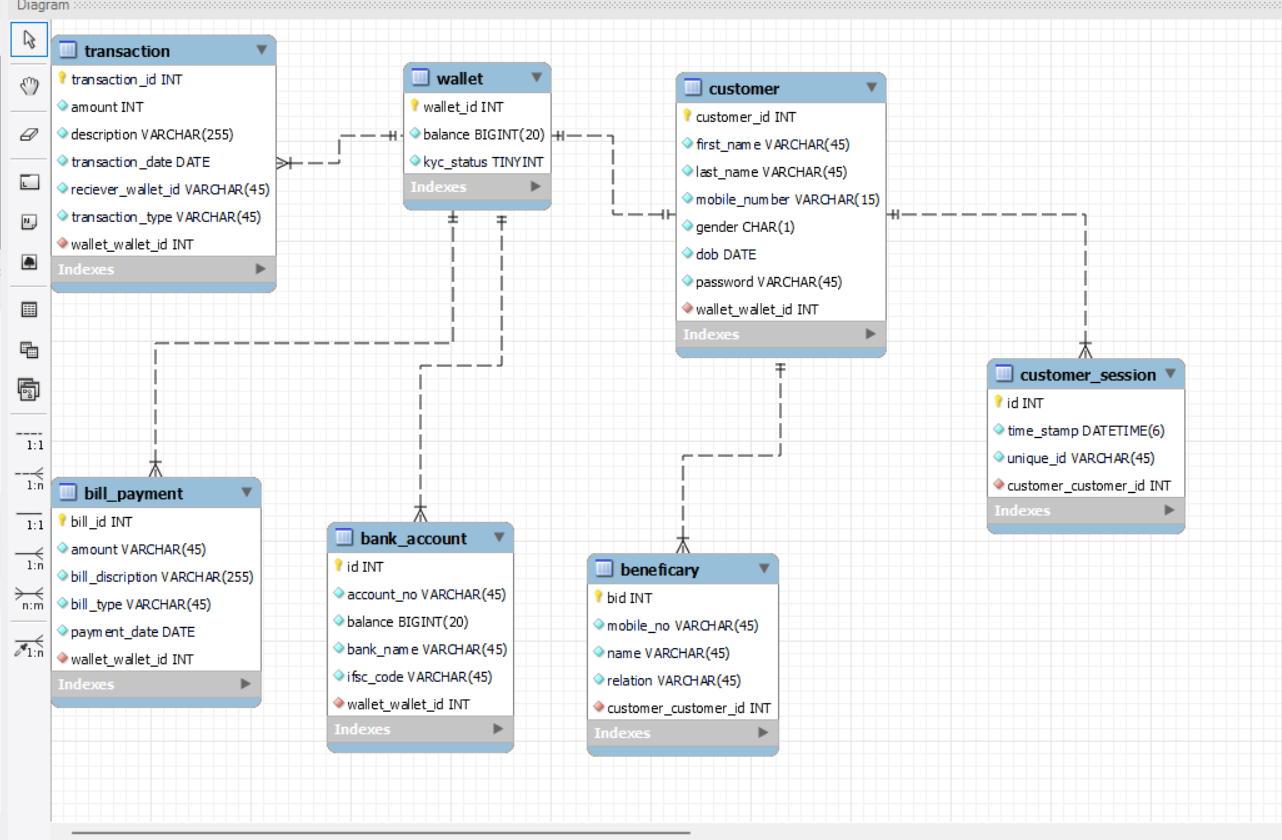 Diagram
transaction
transaction_id INT
amount INT
description VARCHAR(255)
transaction_date DATE
reciever_wallet_id VARCHAR(45)
transaction_type VARCHAR(45)
wallet_wallet_id INT
Indexes
wallet
wallet_id INT
balance BIGINT(20)
kyc_status TINYINT
Indexes
customer
customer_id INT
first_name VARCHAR(45)
last_name VARCHAR(45)
mobile_number VARCHAR(15)
gender CHAR(1)
dob DATE
password VARCHAR(45)
wallet_wallet_id INT
Indexes
customer_session
id INT
time_stamp DATETIME(6)
unique_id VARCHAR(45)
customer_customer_id INT
Indexes
bill_payment
bill_id INT
amount VARCHAR(45)
bill_discription VARCHAR(255)
bill_type VARCHAR(45)
payment_date DATE
wallet_wallet_id INT
Indexes
bank_account
id INT
account_no VARCHAR(45)
balance BIGINT(20)
bank_name VARCHAR(45)
ifsc_code VARCHAR(45)
wallet_wallet_id INT
Indexes
beneficary
bid INT
mobile_no VARCHAR(45)
name VARCHAR(45)
relation VARCHAR(45)
customer_customer_id INT
Indexes
1:1
1:n
1:1
1:n
n:m
1:n